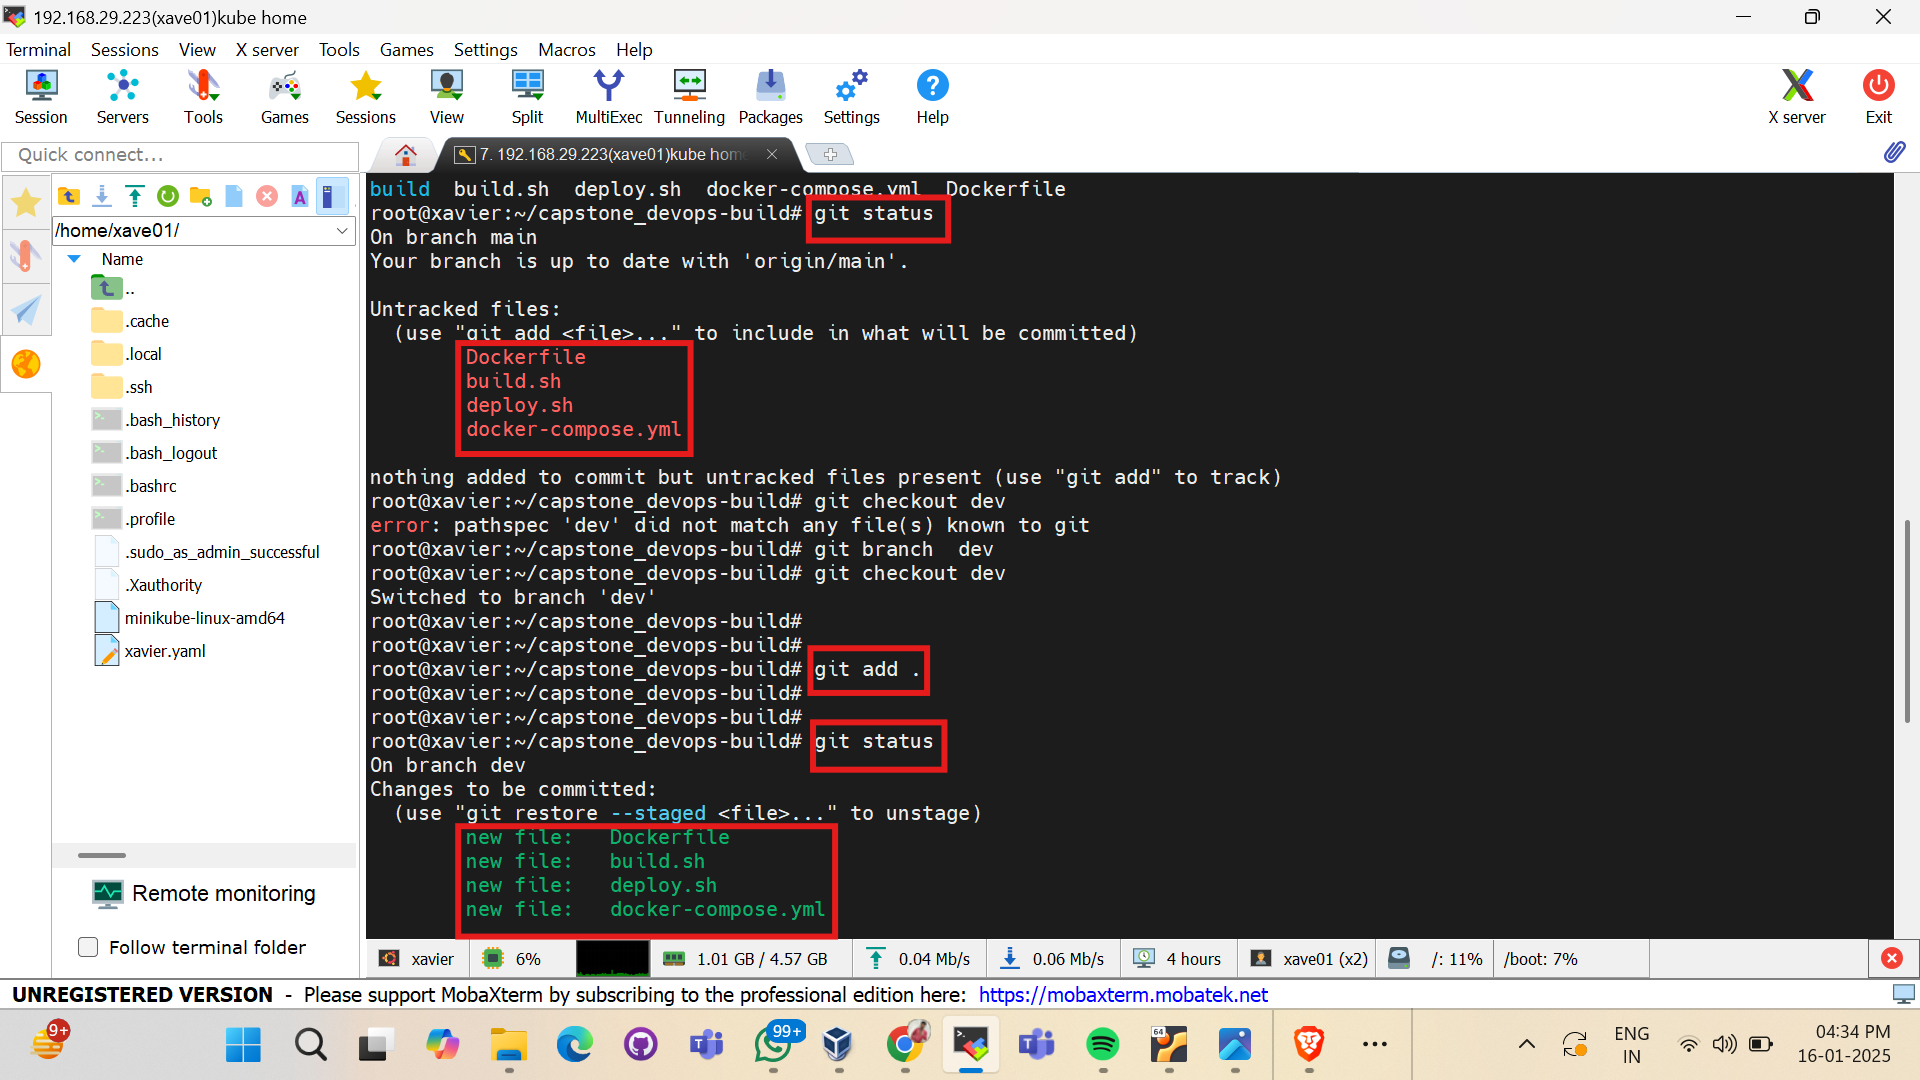 192.168.29.223(xave01)kube home
Terminal Sessions View X server Tools Games Settings Macros Help
Session Servers Tools Games Sessions View Split MultiExec Tunneling Packages Settings Help X server Exit
Quick connect...
7. 192.168.29.223(xave01)kube hom
/home/xave01/
Name
..
.cache
.local
.ssh
.bash_history
.bash_logout
.bashrc
.profile
.sudo_as_admin_successful
.Xauthority
minikube-linux-amd64
xavier.yaml
Remote monitoring
Follow terminal folder
build  build.sh  deploy.sh  docker-compose.yml  Dockerfile
root@xavier:~/capstone_devops-build# git status
On branch main
Your branch is up to date with 'origin/main'.
Untracked files:
  (use "git add <file>..." to include in what will be committed)
        Dockerfile
        build.sh
        deploy.sh
        docker-compose.yml
nothing added to commit but untracked files present (use "git add" to track)
root@xavier:~/capstone_devops-build# git checkout dev
error: pathspec 'dev' did not match any file(s) known to git
root@xavier:~/capstone_devops-build# git branch  dev
root@xavier:~/capstone_devops-build# git checkout dev
Switched to branch 'dev'
root@xavier:~/capstone_devops-build#
root@xavier:~/capstone_devops-build#
root@xavier:~/capstone_devops-build# git add .
root@xavier:~/capstone_devops-build#
root@xavier:~/capstone_devops-build#
root@xavier:~/capstone_devops-build# git status
On branch dev
Changes to be committed:
  (use "git restore --staged <file>..." to unstage)
        new file:   Dockerfile
        new file:   build.sh
        new file:   deploy.sh
        new file:   docker-compose.yml
xavier 6% 1.01 GB / 4.57 GB 0.04 Mb/s 0.06 Mb/s 4 hours xave01 (x2) /: 11% /boot: 7%
UNREGISTERED VERSION - Please support MobaXterm by subscribing to the professional edition here: https://mobaxterm.mobatek.net
9+ 99+ 64 ENG 04:34 PM
IN 16-01-2025